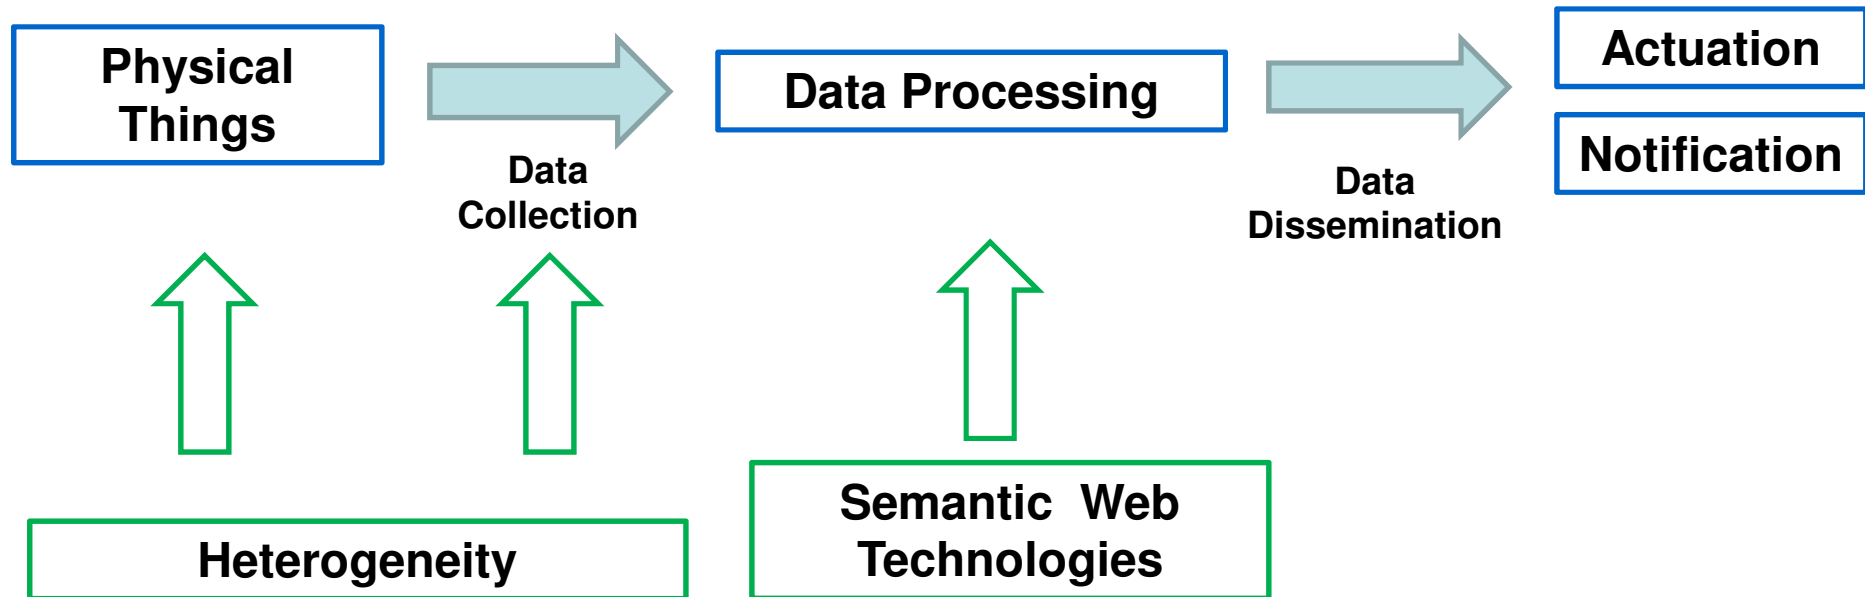 Physical
Things
Data
Collection
Data Processing
Data
Dissemination
Actuation
Notification
Heterogeneity
Semantic Web
Technologies